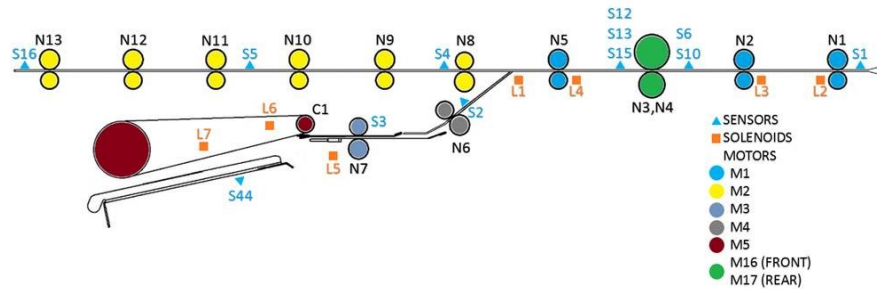 S12
S13
S15
S6
S10
N13
N12
N11
N10
N9
N8
N5
N2
N1
S16
S5
S4
S1
L1
L4
L3
L2
N3,N4
C1
L6
S3
S2
L7
N6
L5
N7
S44
SENSORS
SOLENOIDS
MOTORS
M1
M2
M3
M4
M5
M16 (FRONT)
M17 (REAR)